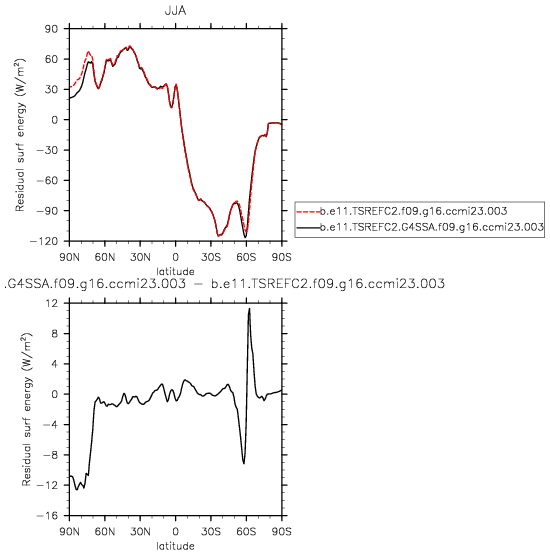 JJA
90
60
30
0
−30
−60
−90
−120
Residual surf energy (W/m²)
90N 60N 30N 0 30S 60S 90S
latitude
b.e11.TSREFC2.f09.g16.ccmi23.003
b.e11.TSREFC2.G4SSA.f09.g16.ccmi23.003
.G4SSA.f09.g16.ccmi23.003 − b.e11.TSREFC2.f09.g16.ccmi23.003
12
8
4
0
−4
−8
−12
−16
Residual surf energy (W/m²)
90N 60N 30N 0 30S 60S 90S
latitude